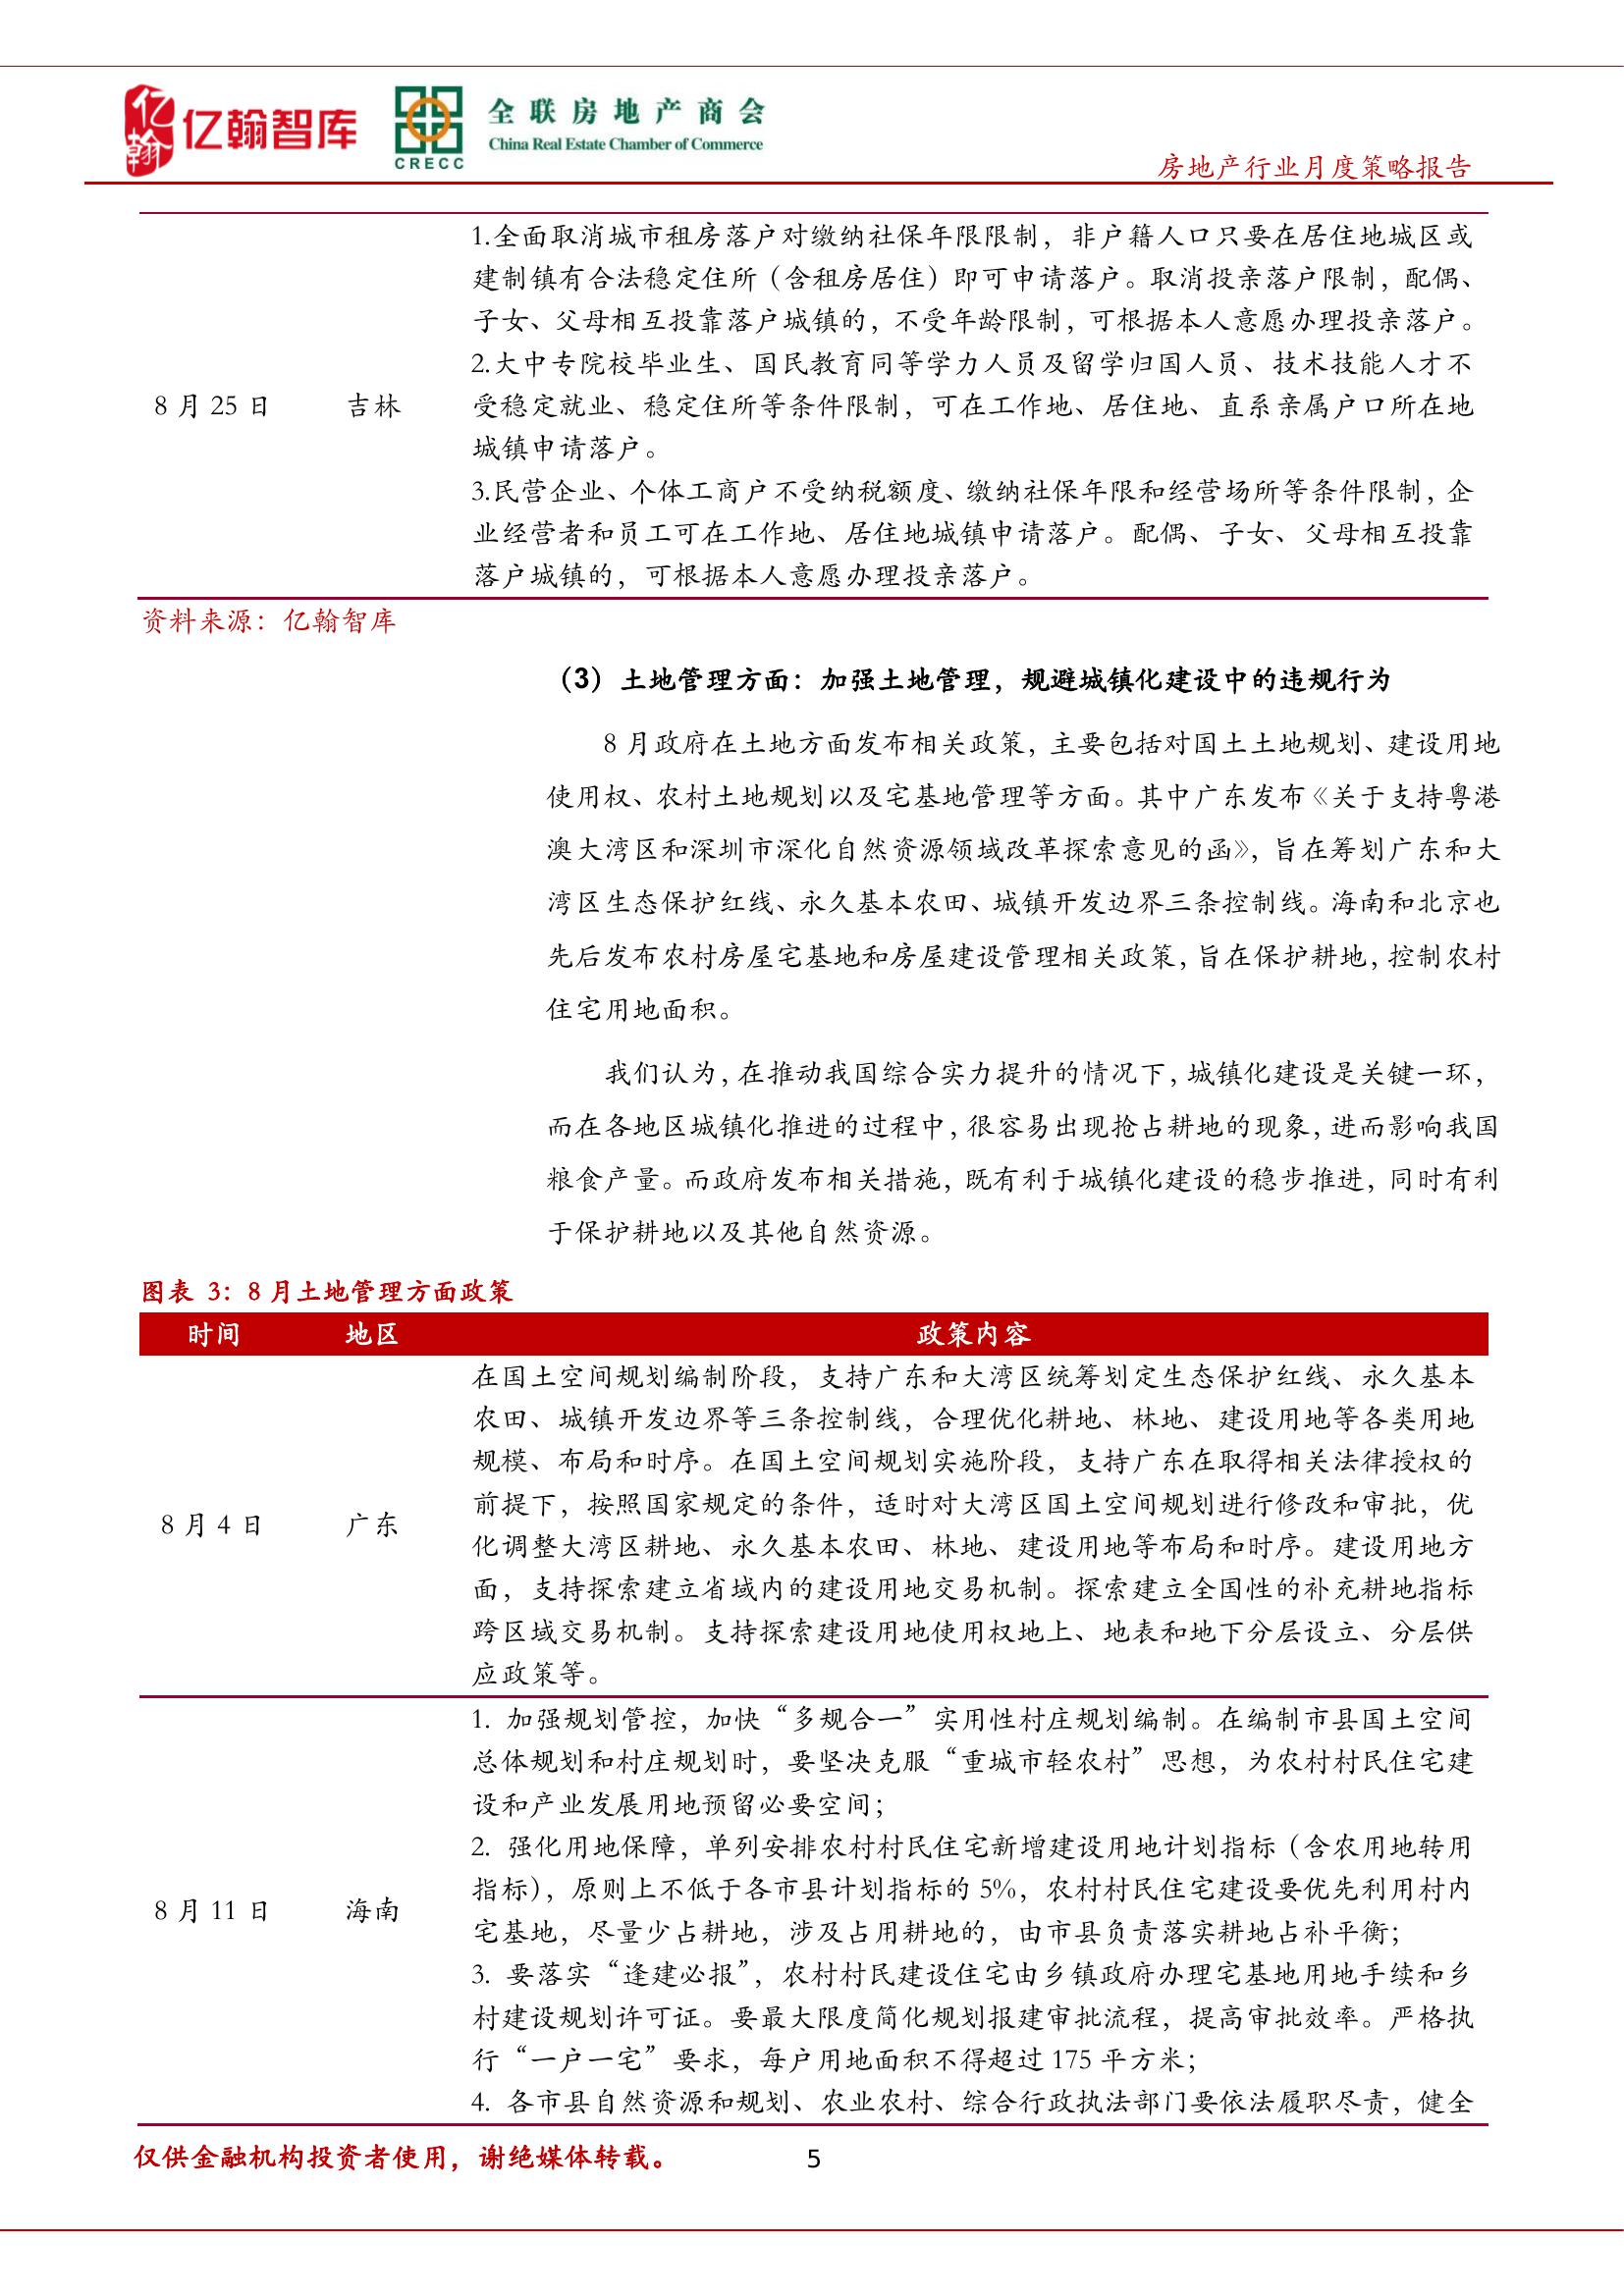 亿翰
亿翰智库
CRECC
全联房地产商会
China Real Estate Chamber of Commerce
房地产行业月度策略报告
8 月 25 日
吉林
1.全面取消城市租房落户对缴纳社保年限限制，非户籍人口只要在居住地城区或
建制镇有合法稳定住所（含租房居住）即可申请落户。取消投亲落户限制，配偶、
子女、父母相互投靠落户城镇的，不受年龄限制，可根据本人意愿办理投亲落户。
2.大中专院校毕业生、国民教育同等学力人员及留学归国人员、技术技能人才不
受稳定就业、稳定住所等条件限制，可在工作地、居住地、直系亲属户口所在地
城镇申请落户。
3.民营企业、个体工商户不受纳税额度、缴纳社保年限和经营场所等条件限制，企
业经营者和员工可在工作地、居住地城镇申请落户。配偶、子女、父母相互投靠
落户城镇的，可根据本人意愿办理投亲落户。
资料来源：亿翰智库
（3）土地管理方面：加强土地管理，规避城镇化建设中的违规行为
8 月政府在土地方面发布相关政策，主要包括对国土土地规划、建设用地
使用权、农村土地规划以及宅基地管理等方面。其中广东发布《关于支持粤港
澳大湾区和深圳市深化自然资源领域改革探索意见的函》，旨在筹划广东和大
湾区生态保护红线、永久基本农田、城镇开发边界三条控制线。海南和北京也
先后发布农村房屋宅基地和房屋建设管理相关政策，旨在保护耕地，控制农村
住宅用地面积。
我们认为，在推动我国综合实力提升的情况下，城镇化建设是关键一环，
而在各地区城镇化推进的过程中，很容易出现抢占耕地的现象，进而影响我国
粮食产量。而政府发布相关措施，既有利于城镇化建设的稳步推进，同时有利
于保护耕地以及其他自然资源。
图表 3：8 月土地管理方面政策
时间 地区 政策内容
8 月 4 日
广东
在国土空间规划编制阶段，支持广东和大湾区统筹划定生态保护红线、永久基本
农田、城镇开发边界等三条控制线，合理优化耕地、林地、建设用地等各类用地
规模、布局和时序。在国土空间规划实施阶段，支持广东在取得相关法律授权的
前提下，按照国家规定的条件，适时对大湾区国土空间规划进行修改和审批，优
化调整大湾区耕地、永久基本农田、林地、建设用地等布局和时序。建设用地方
面，支持探索建立省域内的建设用地交易机制。探索建立全国性的补充耕地指标
跨区域交易机制。支持探索建设用地使用权地上、地表和地下分层设立、分层供
应政策等。
8 月 11 日
海南
1. 加强规划管控，加快“多规合一”实用性村庄规划编制。在编制市县国土空间
总体规划和村庄规划时，要坚决克服“重城市轻农村”思想，为农村村民住宅建
设和产业发展用地预留必要空间；
2. 强化用地保障，单列安排农村村民住宅新增建设用地计划指标（含农用地转用
指标），原则上不低于各市县计划指标的 5%，农村村民住宅建设要优先利用村内
宅基地，尽量少占耕地，涉及占用耕地的，由市县负责落实耕地占补平衡；
3. 要落实“逢建必报”，农村村民建设住宅由乡镇政府办理宅基地用地手续和乡
村建设规划许可证。要最大限度简化规划报建审批流程，提高审批效率。严格执
行“一户一宅”要求，每户用地面积不得超过 175 平方米；
4. 各市县自然资源和规划、农业农村、综合行政执法部门要依法履职尽责，健全
仅供金融机构投资者使用，谢绝媒体转载。
5